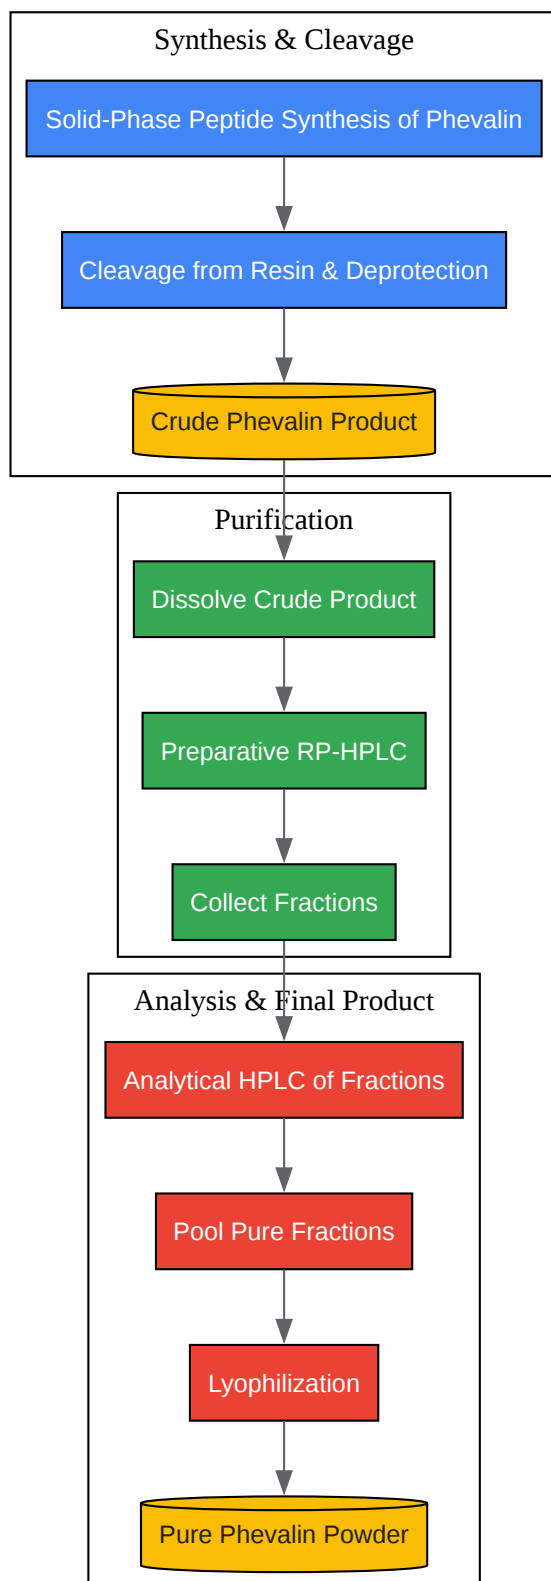 Synthesis & Cleavage
Solid-Phase Peptide Synthesis of Phevalin
Cleavage from Resin & Deprotection
Crude Phevalin Product
Purification
Dissolve Crude Product
Preparative RP-HPLC
Collect Fractions
Analysis & Final Product
Analytical HPLC of Fractions
Pool Pure Fractions
Lyophilization
Pure Phevalin Powder